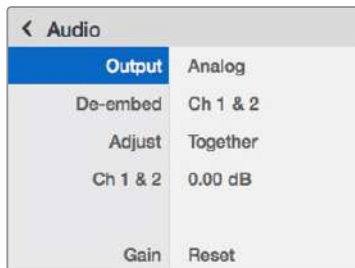 < Audio
Output Analog
De-embed Ch 1 & 2
Adjust Together
Ch 1 & 2 0.00 dB
Gain Reset